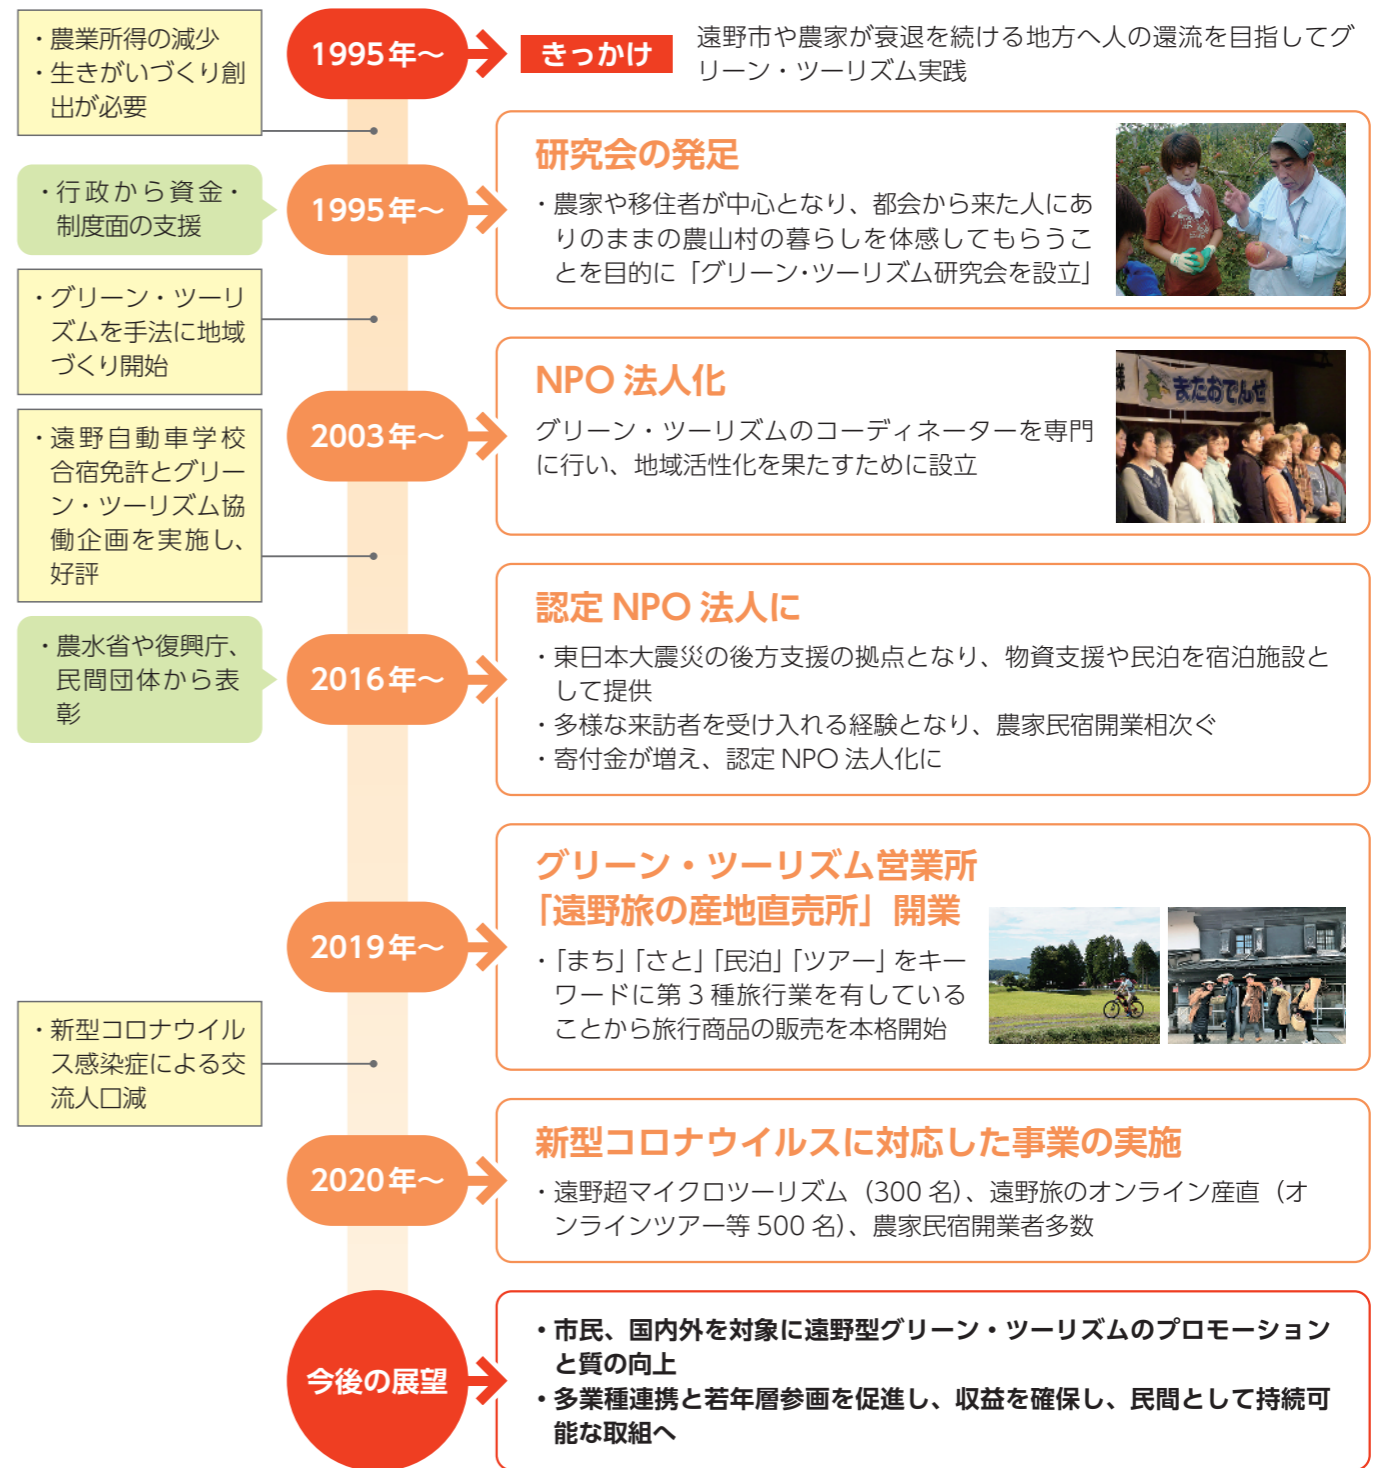 ・農業所得の減少
・生きがいづくり創
出が必要
1995年～
きっかけ
遠野市や農家が衰退を続ける地方へ人の還流を目指してグ
リーン・ツーリズム実践
・行政から資金・
制度面の支援
1995年～
研究会の発足
・農家や移住者が中心となり、都会から来た人にあ
りのままの農山村の暮らしを体感してもらうこ
とを目的に「グリーン・ツーリズム研究会を設立」
・グリーン・ツーリ
ズムを手法に地域
づくり開始
2003年～
NPO 法人化
グリーン・ツーリズムのコーディネーターを専門
に行い、地域活性化を果たすために設立
またおでんせ
様
・遠野自動車学校
合宿免許とグリー
ン・ツーリズム協
働企画を実施し、
好評
・農水省や復興庁、
民間団体から表
彰
2016年～
認定 NPO 法人に
・東日本大震災の後方支援の拠点となり、物資支援や民泊を宿泊施設と
して提供
・多様な来訪者を受け入れる経験となり、農家民宿開業相次ぐ
・寄付金が増え、認定 NPO 法人化に
2019年～
グリーン・ツーリズム営業所
「遠野旅の産地直売所」開業
・「まち」「さと」「民泊」「ツアー」をキー
ワードに第 3 種旅行業を有している
ことから旅行商品の販売を本格開始
・新型コロナウイル
ス感染症による交
流人口減
2020年～
新型コロナウイルスに対応した事業の実施
・遠野超マイクロツーリズム（300 名）、遠野旅のオンライン産直（オ
ンラインツアー等 500 名）、農家民宿開業者多数
今後の展望
・市民、国内外を対象に遠野型グリーン・ツーリズムのプロモーション
と質の向上
・多業種連携と若年層参画を促進し、収益を確保し、民間として持続可
能な取組へ